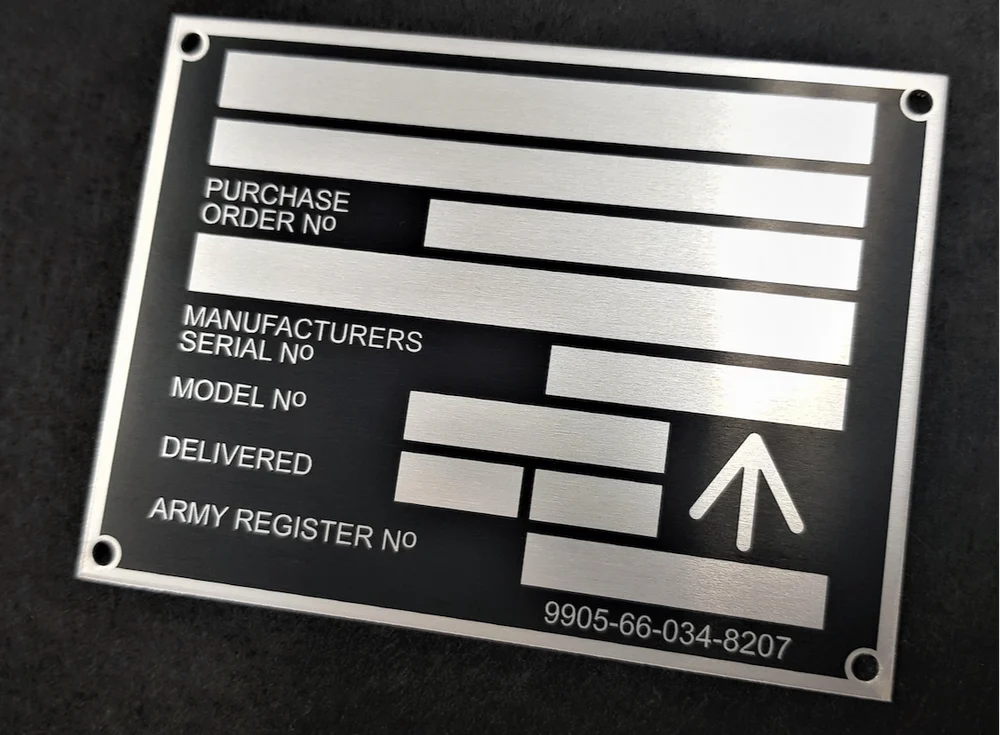 PURCHASE
ORDER Nº
MANUFACTURERS
SERIAL Nº
MODEL Nº
DELIVERED
ARMY REGISTER Nº
9905-66-034-8207